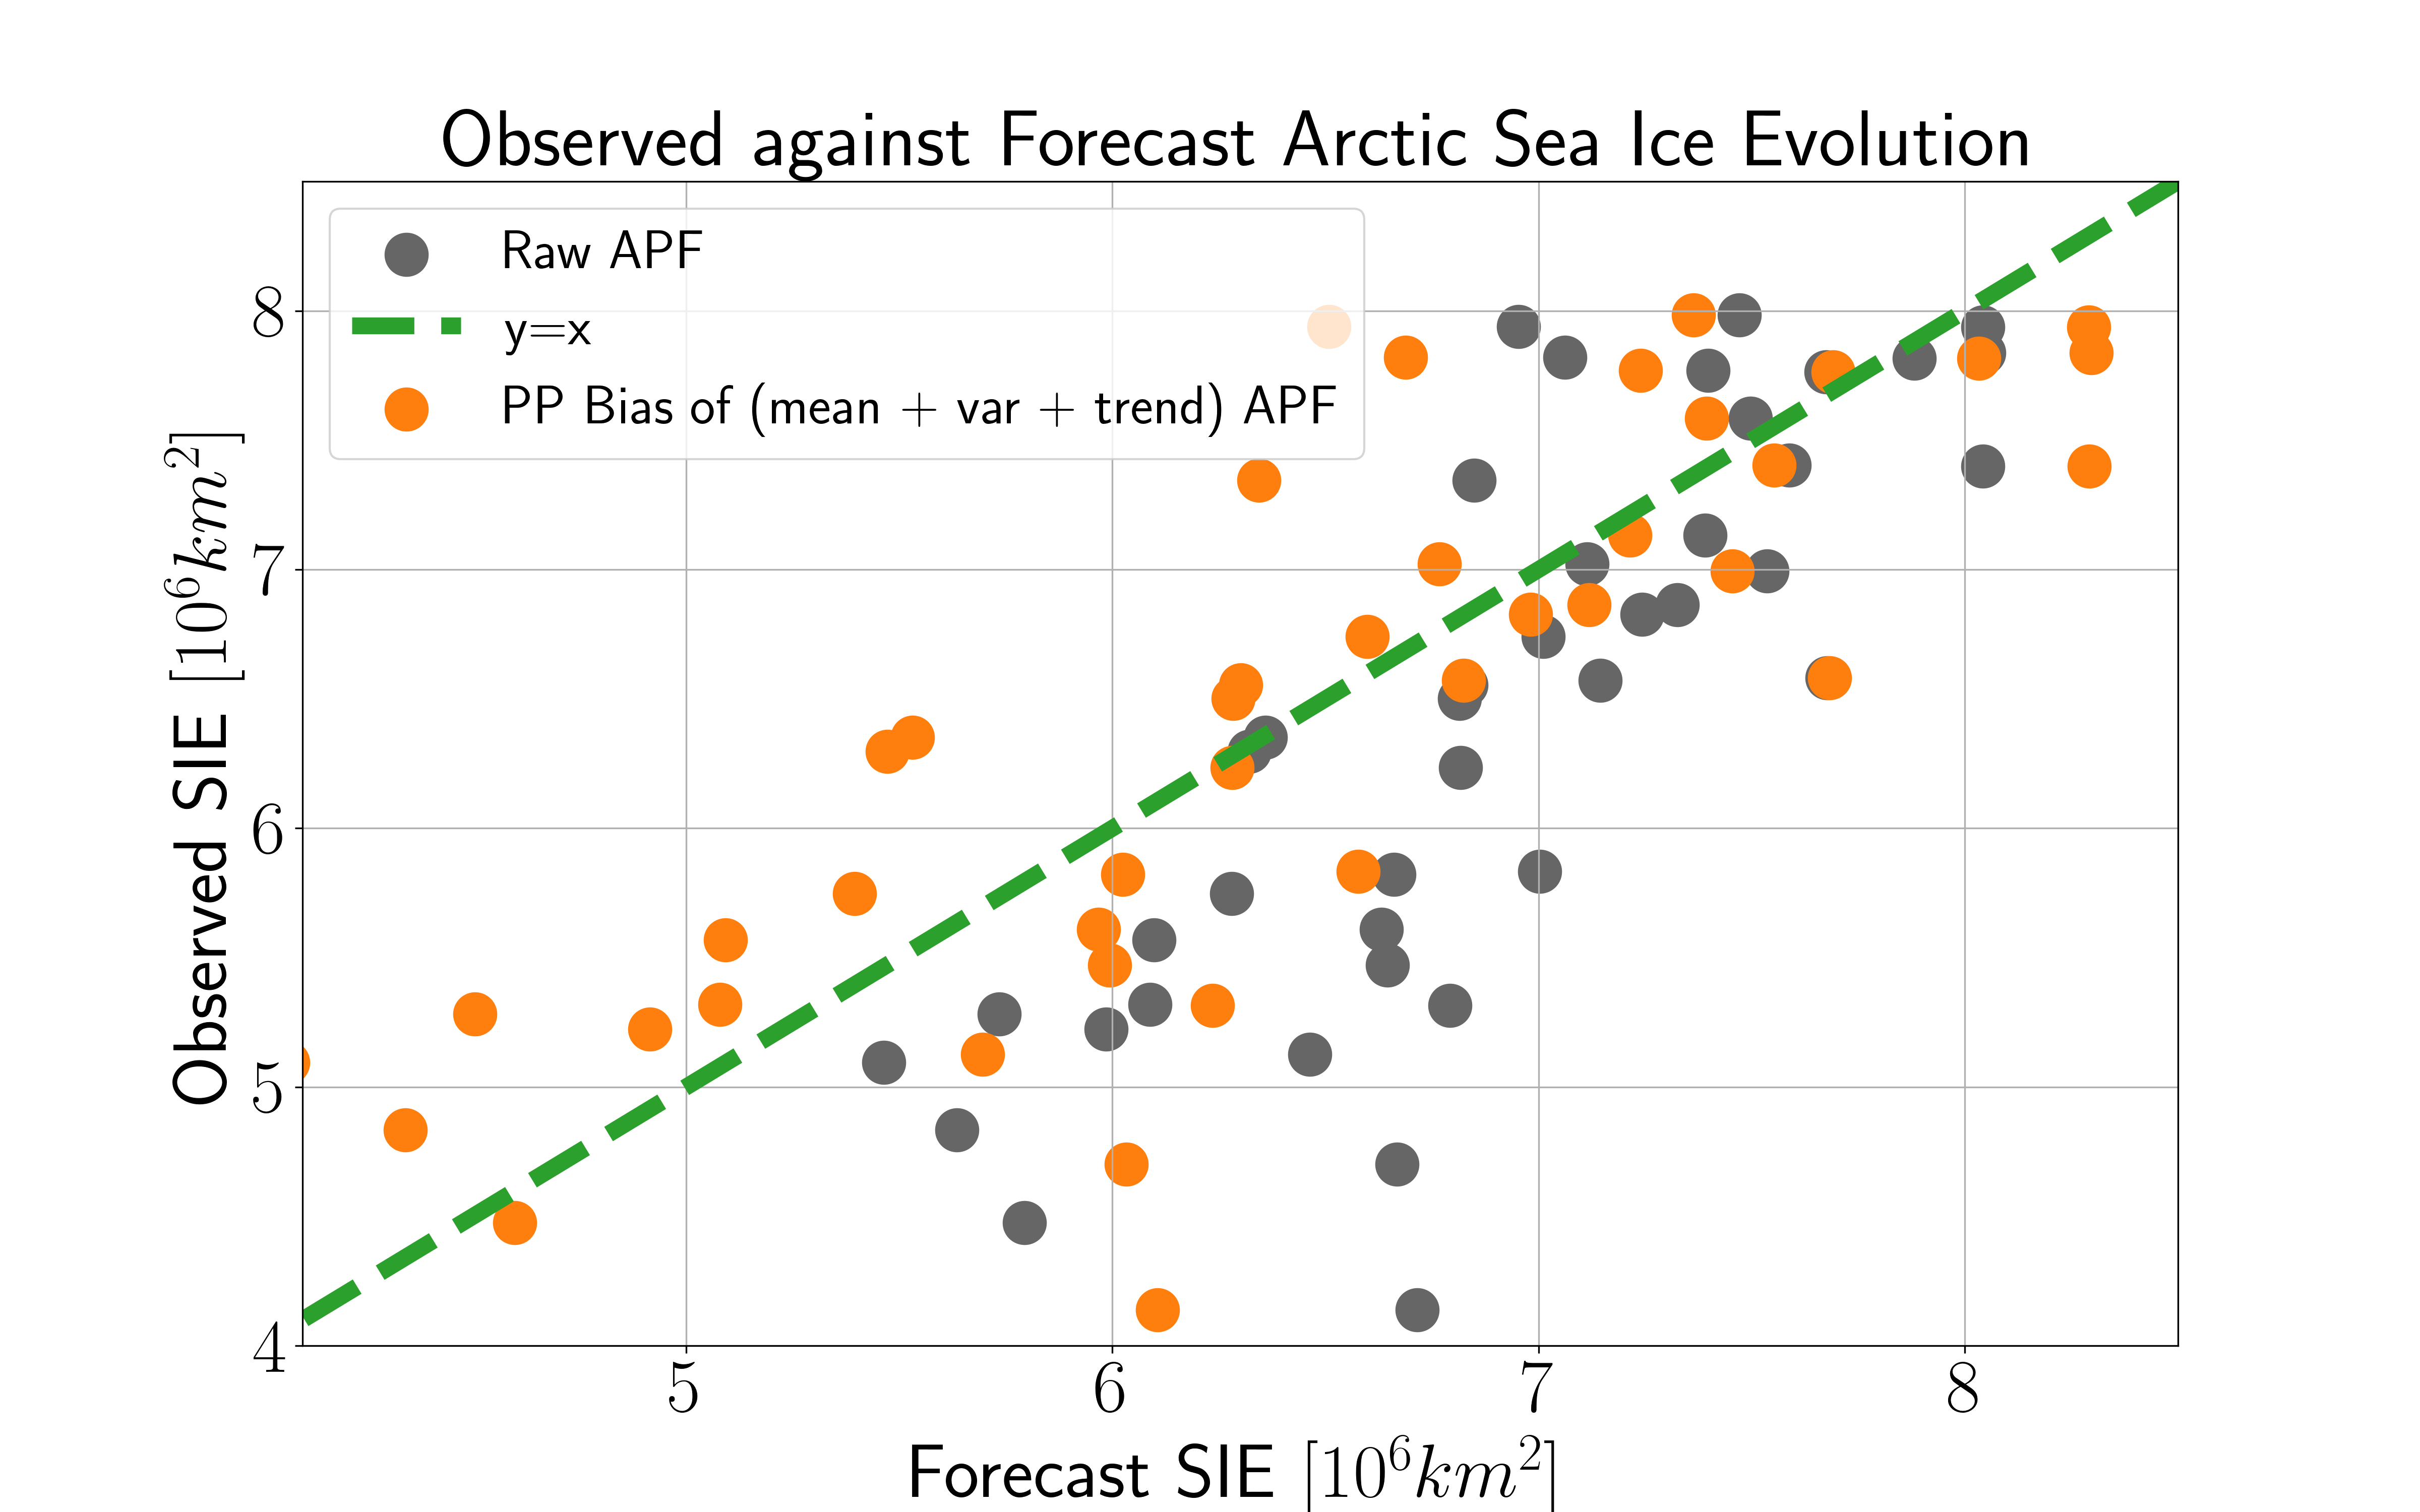 Observed against Forecast Arctic Sea Ice Evolution
Raw APF
y=x
PP Bias of (mean + var + trend) APF
Observed SIE [10⁶km²]
8
7
6
5
4
5 6 7 8
Forecast SIE [10⁶km²]